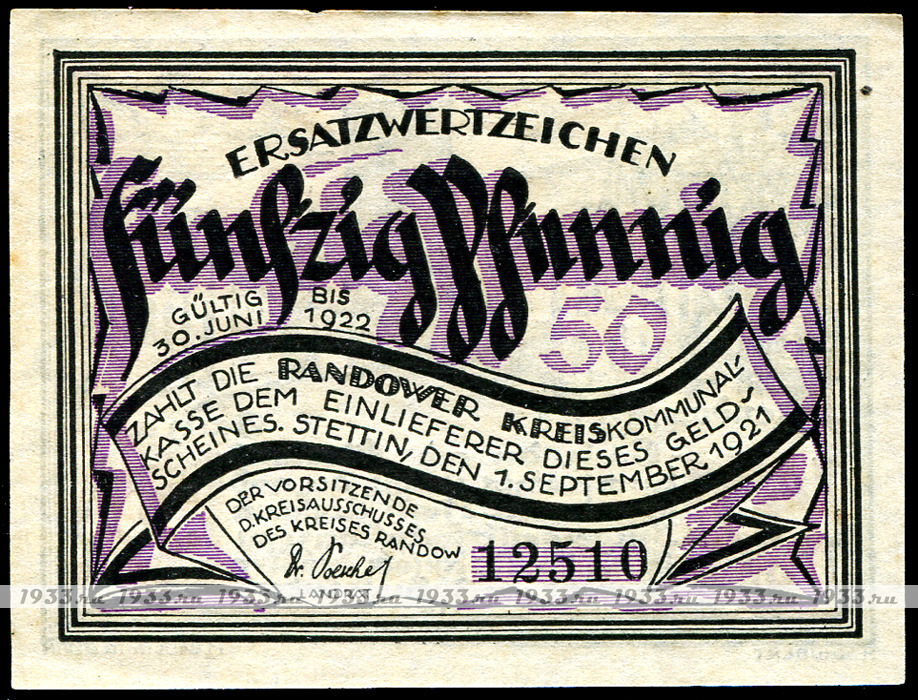 ERSATZWERTZEICHEN
Fünfzig Pfennig
50
GÜLTIG BIS
30. JUNI 1922
ZAHLT DIE RANDOWER KREISKOMMUNAL-
KASSE DEM EINLIEFERER DIESES GELD-
SCHEINES. STETTIN, DEN 1. SEPTEMBER 1921
DER VORSITZENDE
D. KREISAUSSCHUSSES
DES KREISES RANDOW
Dr.
LANDRAT
12510
1933.ru 1933.ru 1933.ru 1933.ru 1933.ru 1933.ru 1933.ru 1933.ru 1933.ru